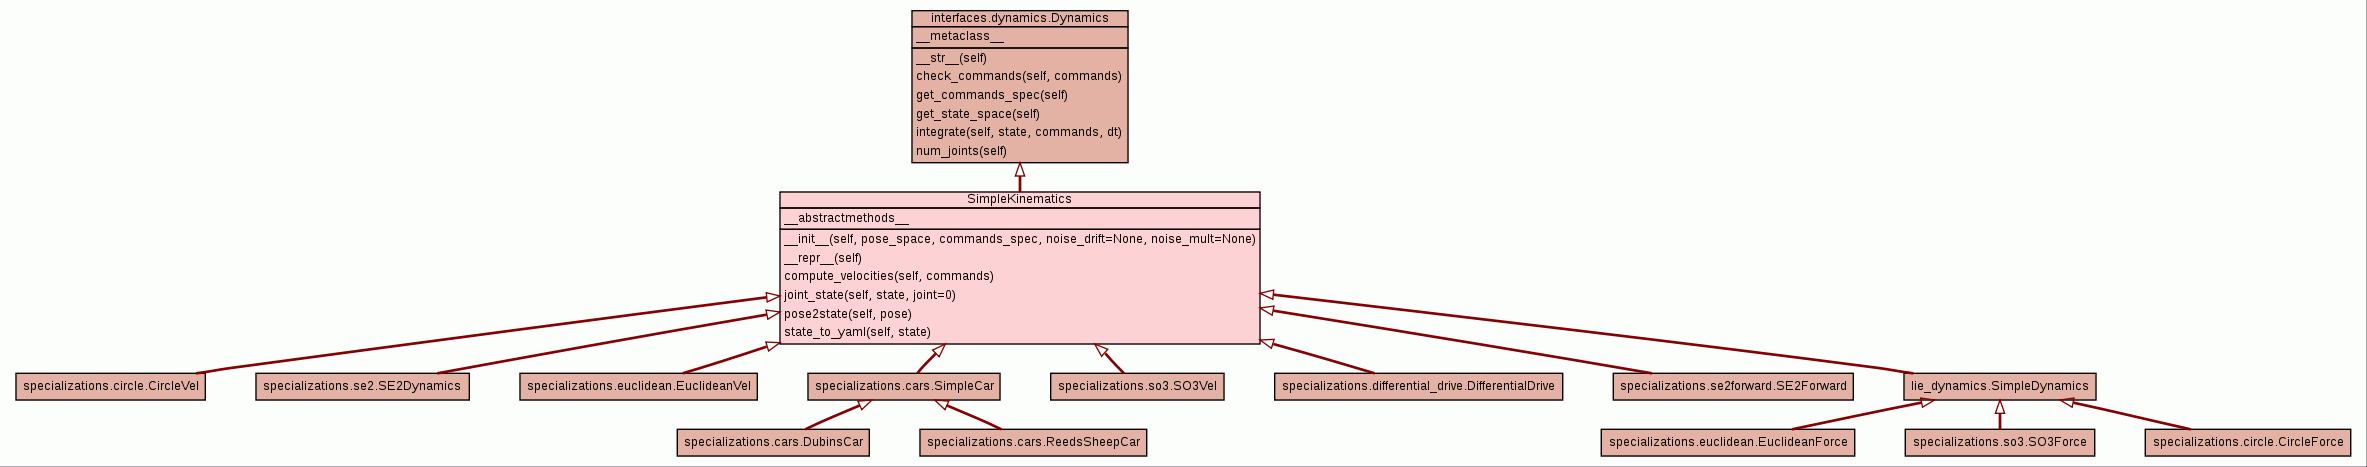 interfaces.dynamics.Dynamics
__metaclass__
__str__(self)
check_commands(self, commands)
get_commands_spec(self)
get_state_space(self)
integrate(self, state, commands, dt)
num_joints(self)
SimpleKinematics
__abstractmethods__
__init__(self, pose_space, commands_spec, noise_drift=None, noise_mult=None)
__repr__(self)
compute_velocities(self, commands)
joint_state(self, state, joint=0)
pose2state(self, pose)
state_to_yaml(self, state)
specializations.circle.CircleVel
specializations.se2.SE2Dynamics
specializations.euclidean.EuclideanVel
specializations.cars.SimpleCar
specializations.so3.SO3Vel
specializations.differential_drive.DifferentialDrive
specializations.se2forward.SE2Forward
lie_dynamics.SimpleDynamics
specializations.cars.DubinsCar
specializations.cars.ReedsSheepCar
specializations.euclidean.EuclideanForce
specializations.so3.SO3Force
specializations.circle.CircleForce